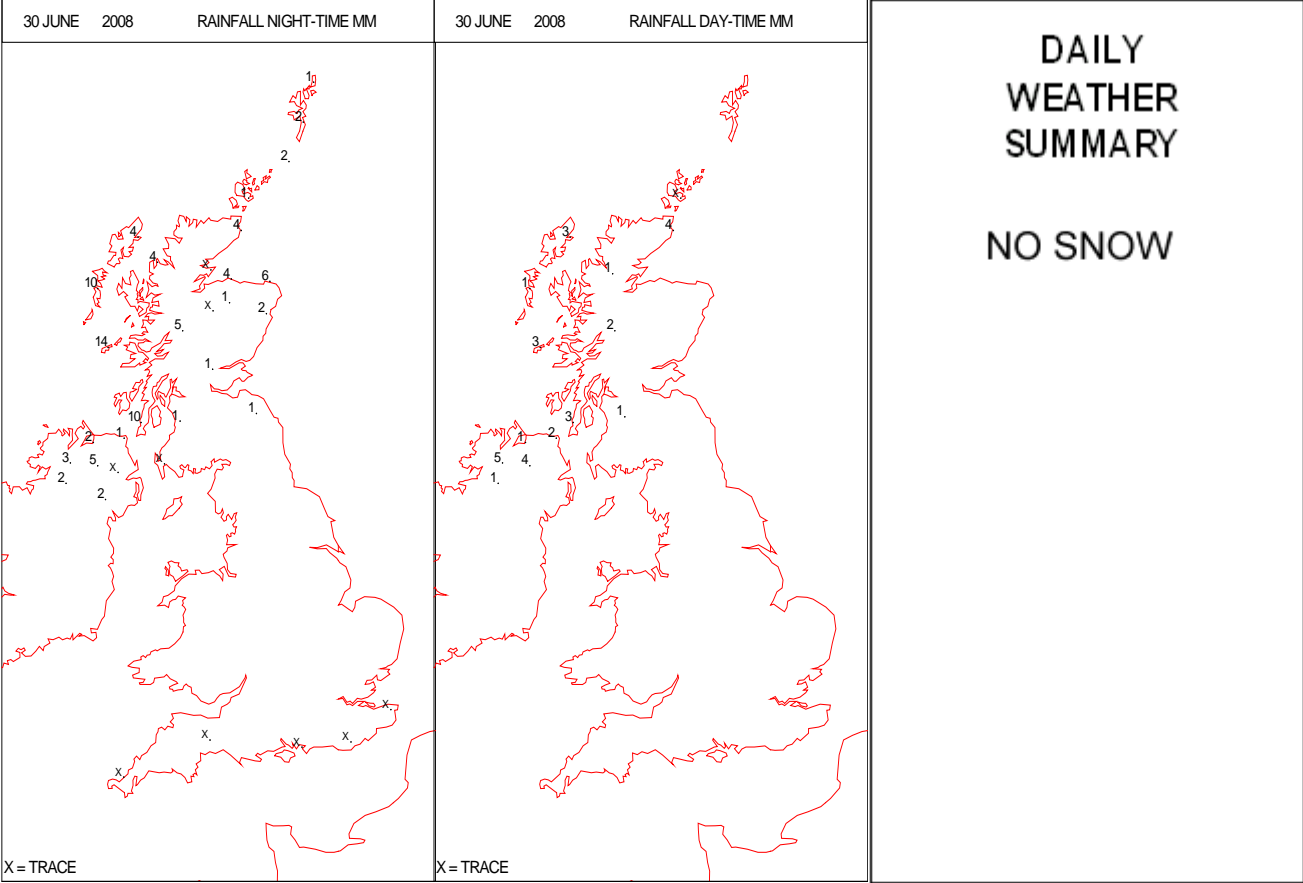 30 JUNE 2008 RAINFALL NIGHT-TIME MM
1
2.
2.
1.
4.
4.
4.
x
4.
6.
10
1.
x.
2.
5.
14.
1.
1.
10
1.
2
1.
3.
5.
x
x.
2.
2.
x.
x.
x
x.
x.
X = TRACE
30 JUNE 2008 RAINFALL DAY-TIME MM
x.
4.
3
1.
1
2.
3.
1.
3
2.
1
5.
4.
1.
X = TRACE
DAILY
WEATHER
SUMMARY
NO SNOW